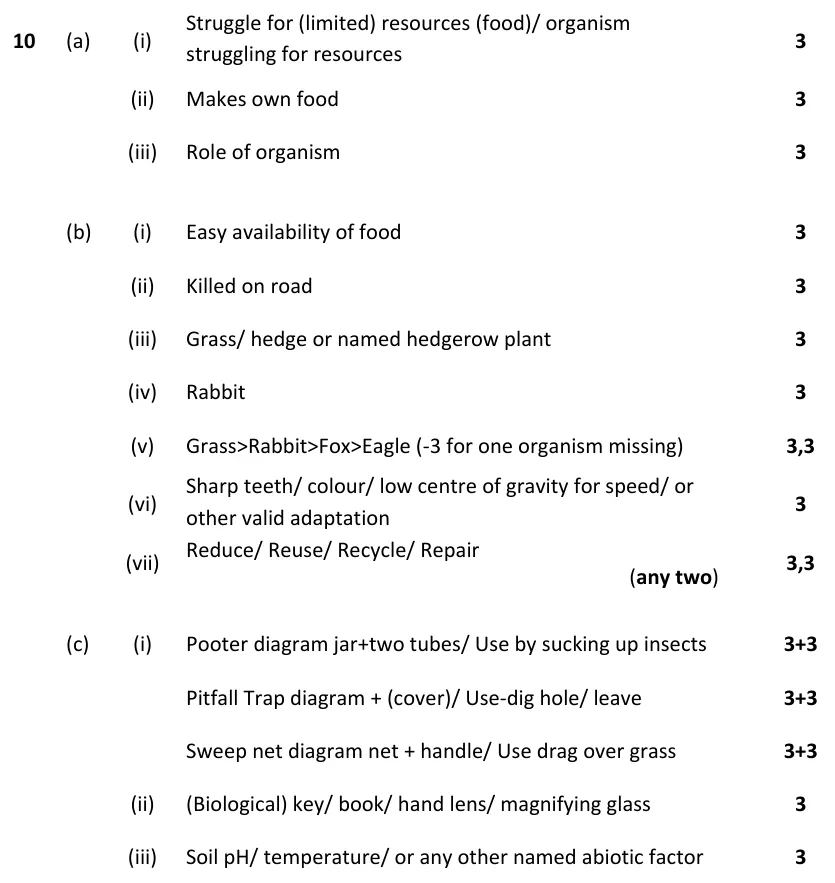 Struggle for (limited) resources (food)/ organism
10 (a) (i) struggling for resources 3
(ii) Makes own food 3
(iii) Role of organism 3
(b) (i) Easy availability of food 3
(ii) Killed on road 3
(iii) Grass/ hedge or named hedgerow plant 3
(iv) Rabbit 3
(v) Grass>Rabbit>Fox>Eagle (-3 for one organism missing) 3,3
Sharp teeth/ colour/ low centre of gravity for speed/ or
(vi) other valid adaptation 3
(vii) Reduce/ Reuse/ Recycle/ Repair 3,3
(any two)
(c) (i) Pooter diagram jar+two tubes/ Use by sucking up insects 3+3
Pitfall Trap diagram + (cover)/ Use-dig hole/ leave 3+3
Sweep net diagram net + handle/ Use drag over grass 3+3
(ii) (Biological) key/ book/ hand lens/ magnifying glass 3
(iii) Soil pH/ temperature/ or any other named abiotic factor 3